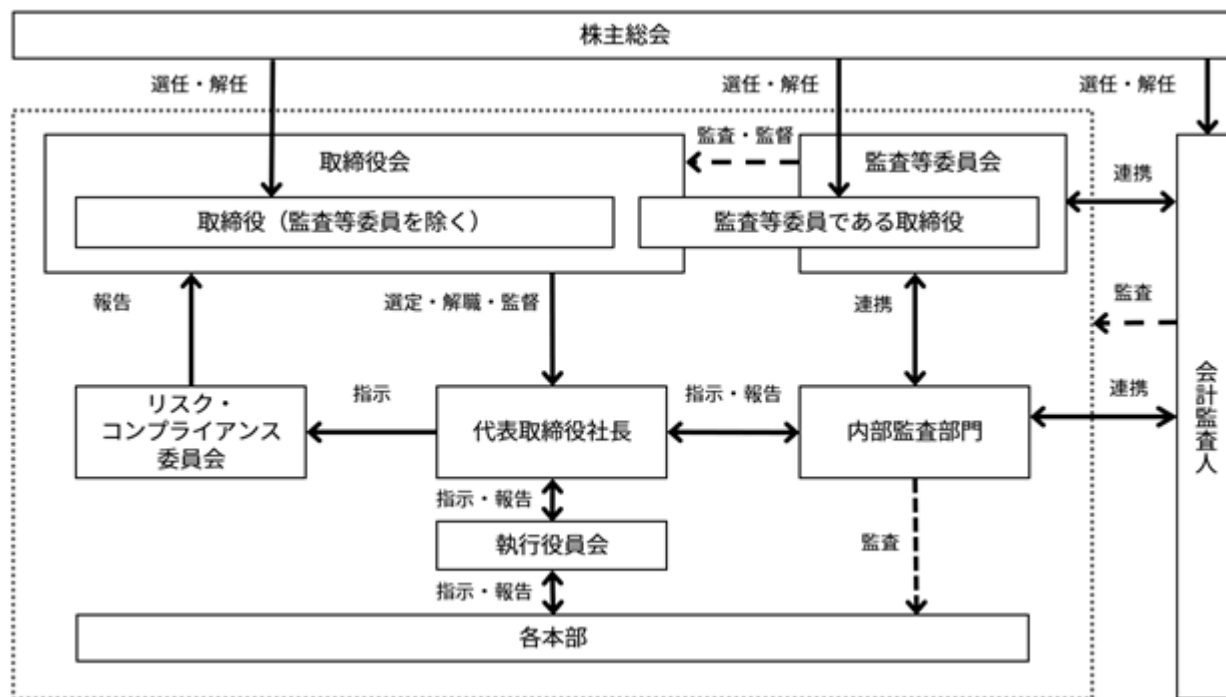 株主総会
選任・解任
選任・解任
選任・解任
取締役会
監査・監督
監査等委員会
連携
取締役（監査等委員を除く）
監査等委員である取締役
報告
選定・解職・監督
連携
監査
リスク・
コンプライアンス
委員会
指示
代表取締役社長
指示・報告
内部監査部門
連携
会計監査人
指示・報告
執行役員会
監査
指示・報告
各本部